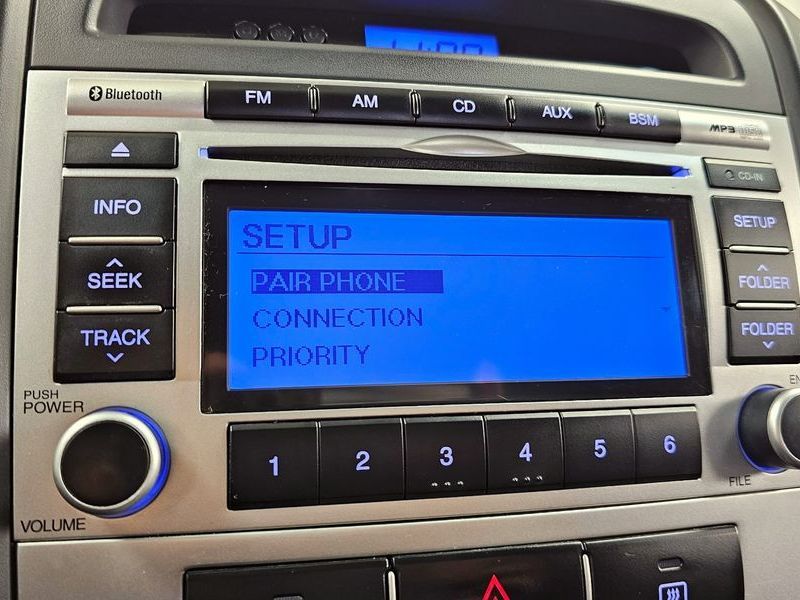 Bluetooth
FM AM CD AUX BSM
MP3
CD-IN
INFO
SEEK
TRACK
SETUP
PAIR PHONE
CONNECTION
PRIORITY
SETUP
FOLDER
FOLDER
PUSH
POWER
VOLUME
1 2 3 4 5 6
FILE